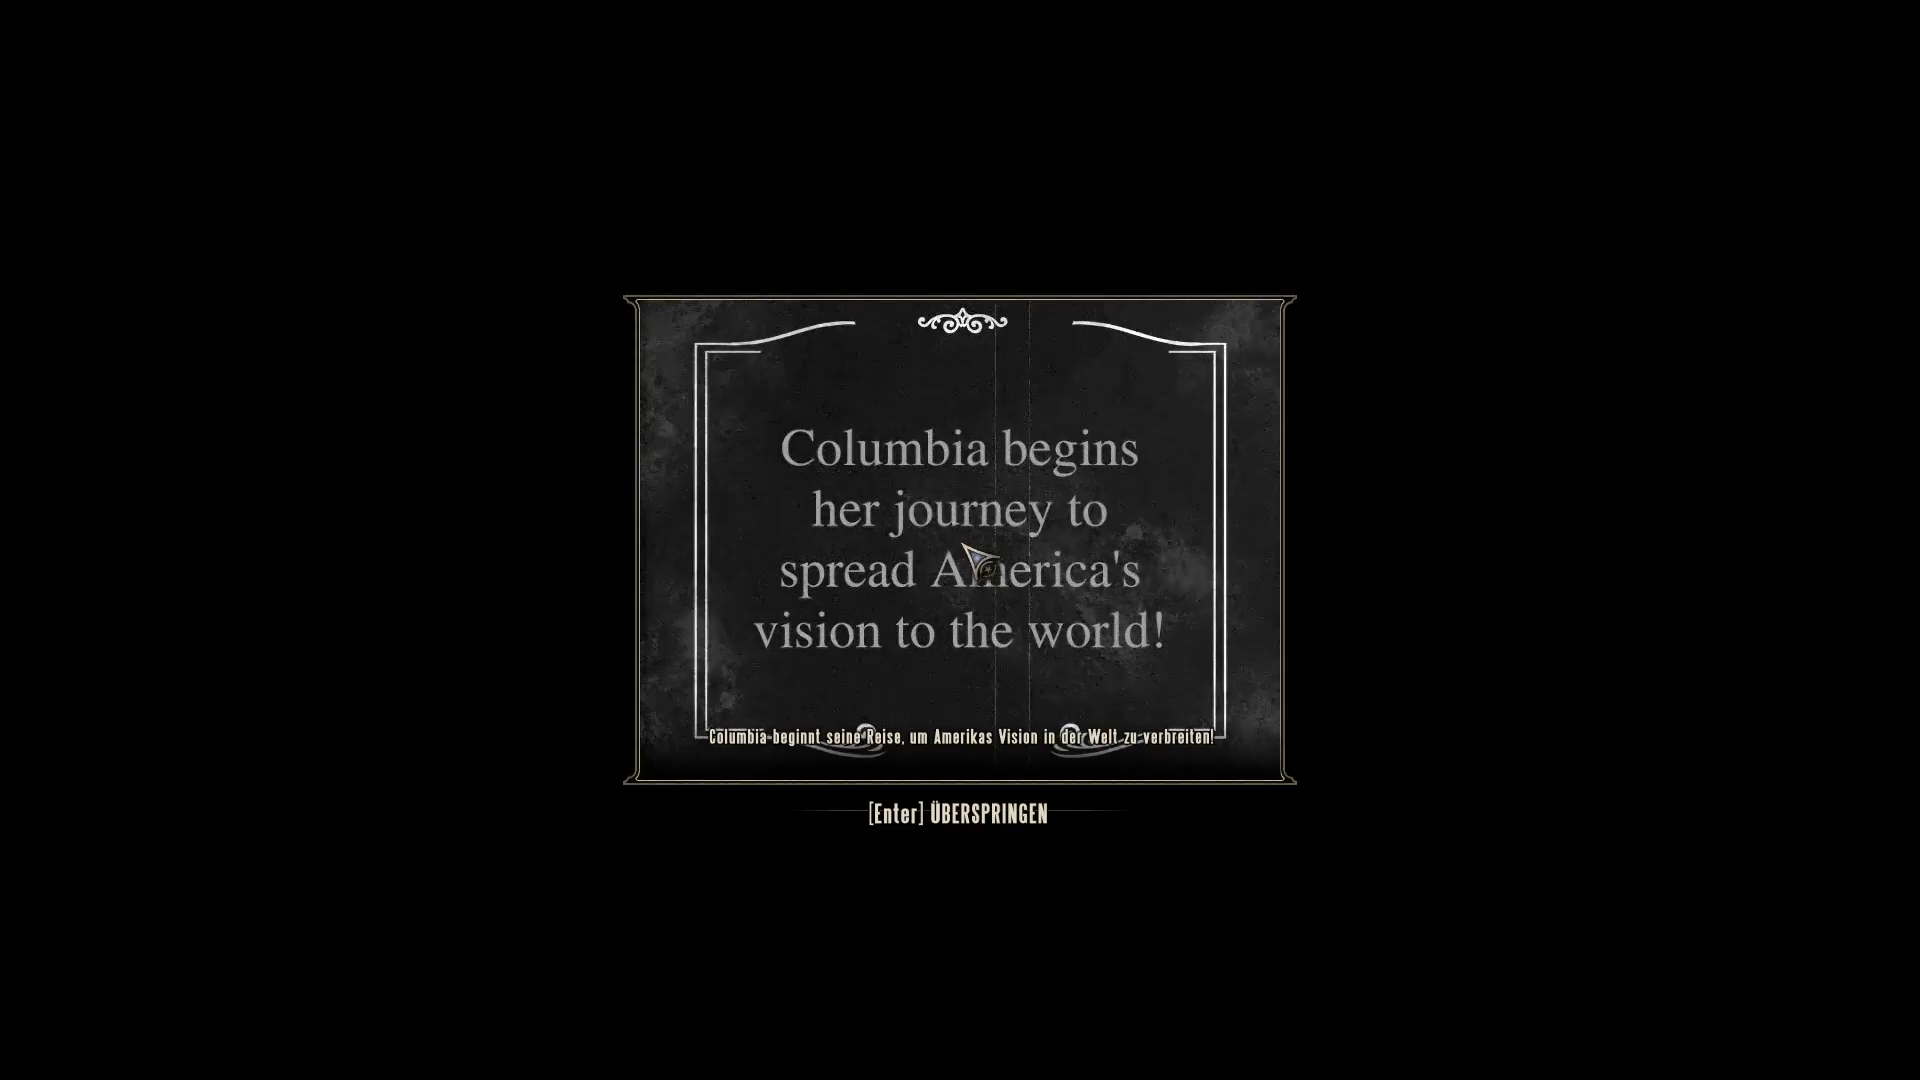 Columbia begins
her journey to
spread America's
vision to the world!
Columbia beginnt seine Reise, um Amerikas Vision in der Welt zu verbreiten!
[Enter] ÜBERSPRINGEN